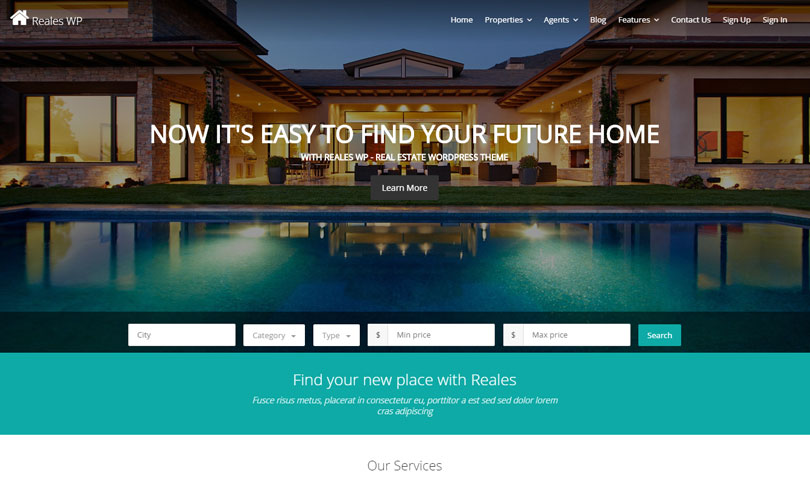 Reales WP
Home Properties Agents Blog Features Contact Us Sign Up Sign In
NOW IT'S EASY TO FIND YOUR FUTURE HOME
WITH REALES WP - REAL ESTATE WORDPRESS THEME
Learn More
City Category Type $ Min price $ Max price Search
Find your new place with Reales
Fusce risus metus, placerat in consectetur eu, porttitor a est sed sed dolor lorem
cras adipiscing
Our Services